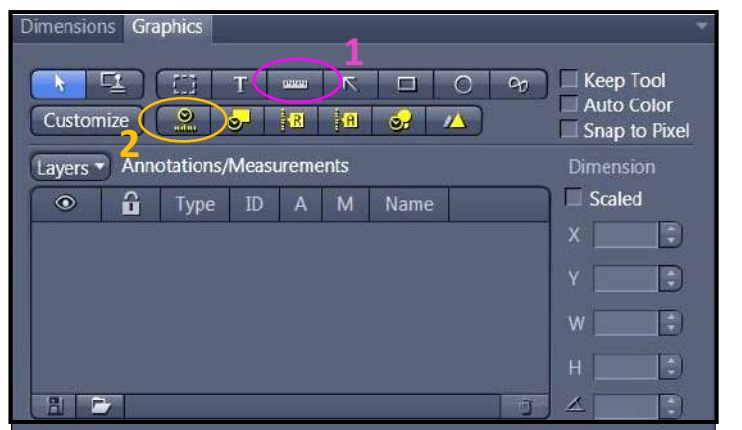 Dimensions Graphics
1
T Keep Tool
Auto Color
Customize R Snap to Pixel
2
Layers Annotations/Measurements Dimension
Type ID A M Name Scaled
X
Y
W
H